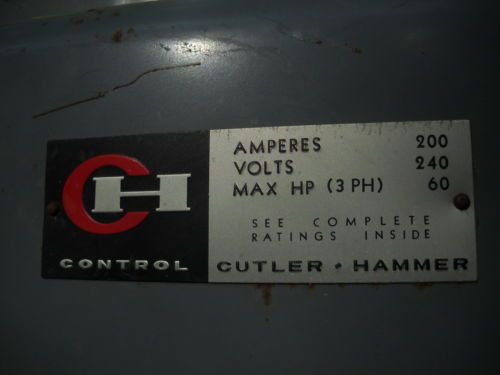 AMPERES 200
VOLTS 240
MAX HP (3 PH) 60
SEE COMPLETE
RATINGS INSIDE
CH
CONTROL CUTLER • HAMMER